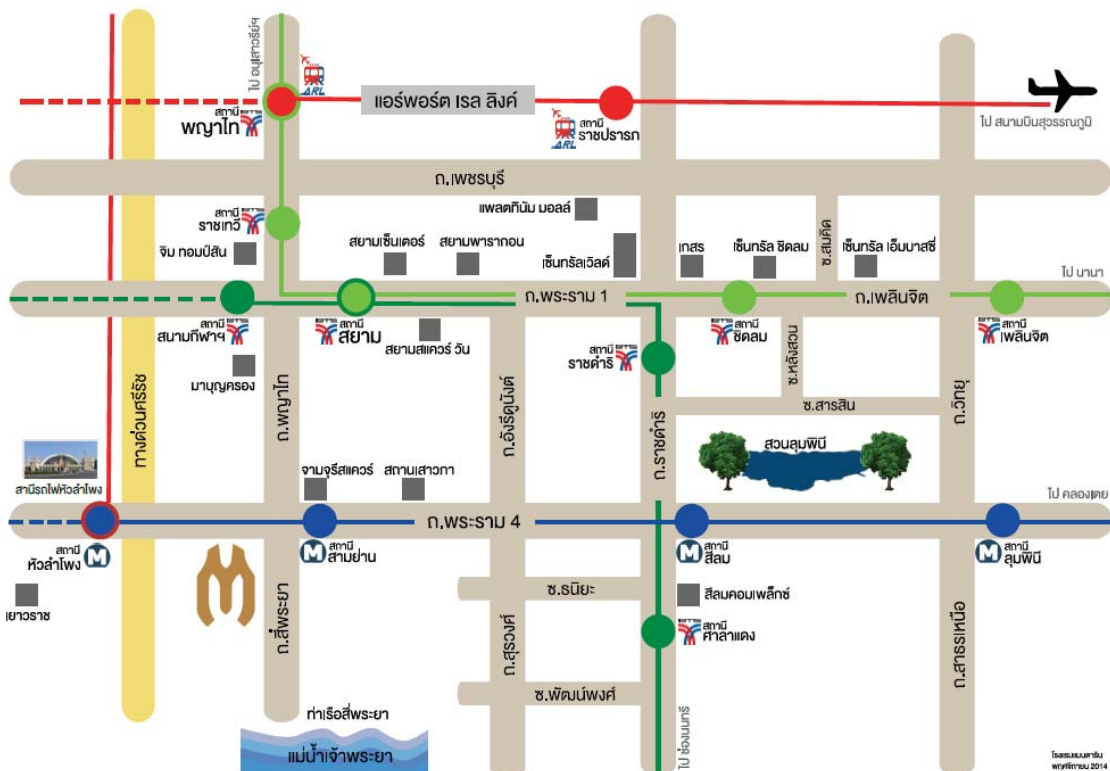 ไป อนุสาวรีย์ฯ
ARL
แอร์พอร์ต เรล ลิงค์
สถานี
พญาไท
สถานี
ราชปรารภ
ARL
ไป สนามบินสุวรรณภูมิ
ถ.เพชรบุรี
สถานี
ราชเทวี
จิม ทอมป์สัน
แพลตทินัม มอลล์
สยามเซ็นเตอร์
สยามพารากอน
เซ็นทรัลเวิลด์
เกสร
เซ็นทรัล ชิดลม
ซ.สมคิด
เซ็นทรัล เอ็มบาสซี่
ไป นานา
ถ.พระราม 1
ถ.เพลินจิต
สถานี
สนามกีฬาฯ
สถานี
สยาม
สยามสแควร์ วัน
สถานี
ชิดลม
สถานี
เพลินจิต
สถานี
ราชดำริ
มาบุญครอง
ซ.หลังสวน
ซ.สารสิน
ทางด่วนศรีรัช
ถ.พญาไท
ถ.อังรีดูนังต์
ถ.ราชดำริ
ถ.วิทยุ
สวนลุมพินี
สานีรถไฟหัวลำโพง
จามจุรีสแควร์
สถานเสาวภา
ไป คลองเตย
ถ.พระราม 4
สถานี
หัวลำโพง
M
M
สถานี
สามย่าน
M
สถานี
สีลม
M
สถานี
ลุมพินี
เยาวราช
ซ.ธนิยะ
สีลมคอมเพล็กซ์
สถานี
ศาลาแดง
ถ.สี่พระยา
ถ.สุรวงศ์
ถ.สาธรเหนือ
ซ.พัฒน์พงศ์
ท่าเรือสี่พระยา
แม่น้ำเจ้าพระยา
ไป ช่องนนทรี
โรงแรมแมนดาริน
พฤศจิกายน 2014